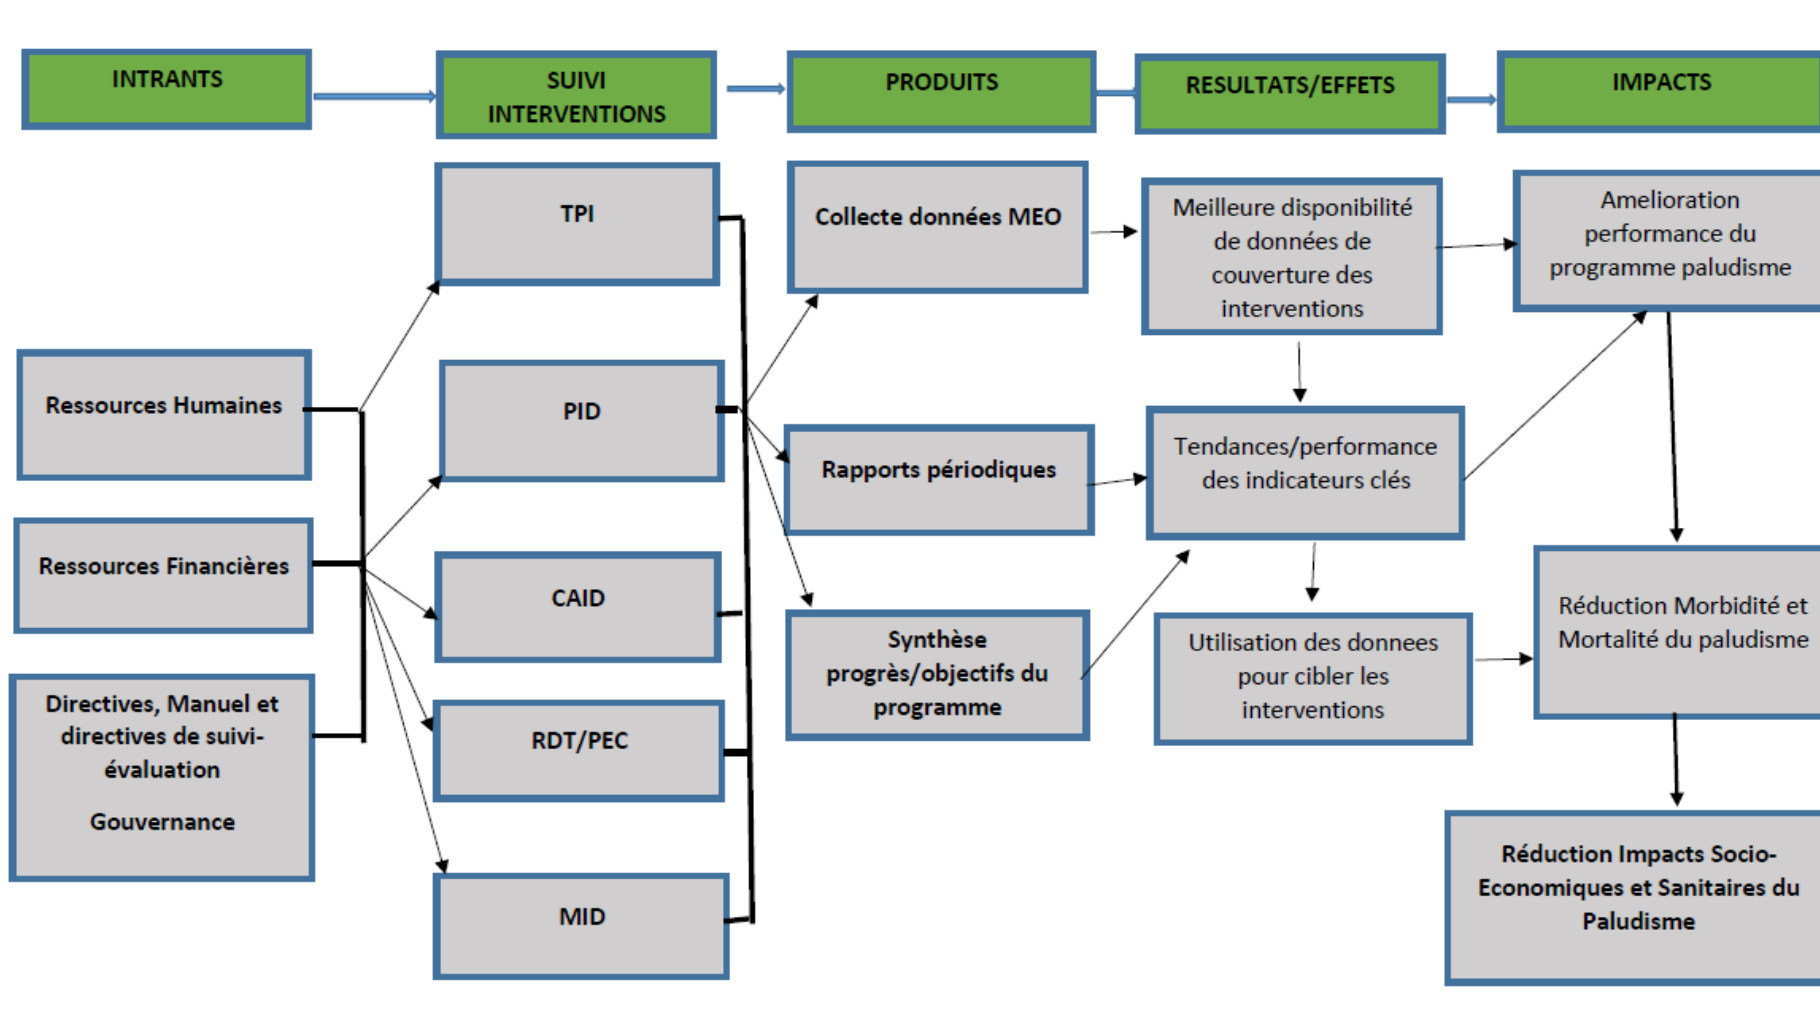 INTRANTS
SUIVI
INTERVENTIONS
PRODUITS
RESULTATS/EFFETS
IMPACTS
Ressources Humaines
Ressources Financières
Directives, Manuel et
directives de suivi-
évaluation
Gouvernance
TPI
PID
CAID
RDT/PEC
MID
Collecte données MEO
Rapports périodiques
Synthèse
progrès/objectifs du
programme
Meilleure disponibilité
de données de
couverture des
interventions
Tendances/performance
des indicateurs clés
Utilisation des donnees
pour cibler les
interventions
Amelioration
performance du
programme paludisme
Réduction Morbidité et
Mortalité du paludisme
Réduction Impacts Socio-
Economiques et Sanitaires du
Paludisme